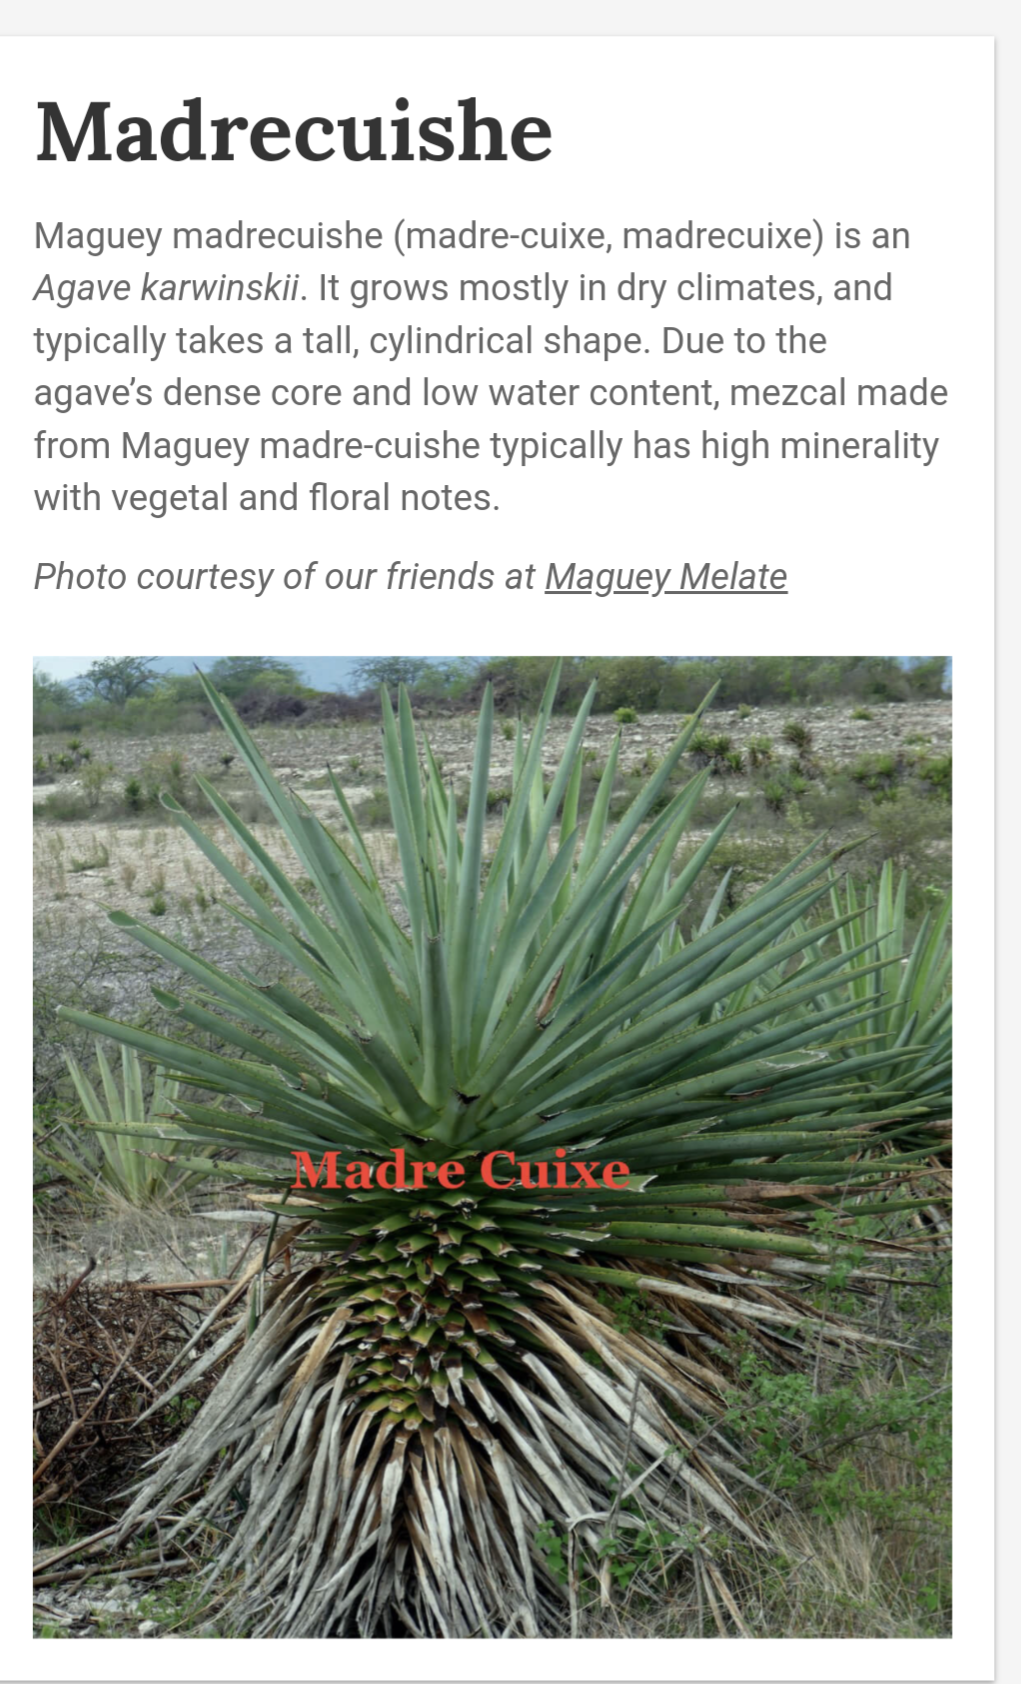 Madrecuishe
Maguey madrecuishe (madre-cuixe, madrecuixe) is an
Agave karwinskii. It grows mostly in dry climates, and
typically takes a tall, cylindrical shape. Due to the
agave’s dense core and low water content, mezcal made
from Maguey madre-cuishe typically has high minerality
with vegetal and floral notes.
Photo courtesy of our friends at Maguey Melate
Madre Cuixe